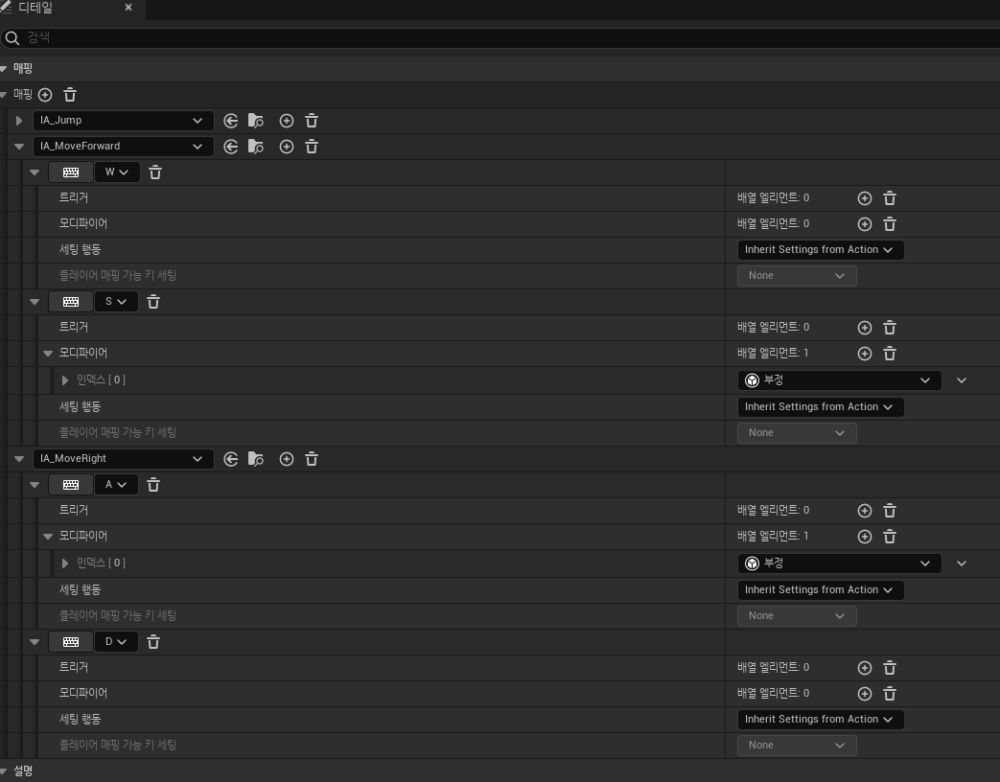 디테일
검색
매핑
매핑
IA_Jump
IA_MoveForward
W
트리거 배열 엘리먼트: 0
모디파이어 배열 엘리먼트: 0
세팅 행동 Inherit Settings from Action
플레이어 매핑 가능 키 세팅 None
S
트리거 배열 엘리먼트: 0
모디파이어 배열 엘리먼트: 1
인덱스 [ 0 ] 부정
세팅 행동 Inherit Settings from Action
플레이어 매핑 가능 키 세팅 None
IA_MoveRight
A
트리거 배열 엘리먼트: 0
모디파이어 배열 엘리먼트: 1
인덱스 [ 0 ] 부정
세팅 행동 Inherit Settings from Action
플레이어 매핑 가능 키 세팅 None
D
트리거 배열 엘리먼트: 0
모디파이어 배열 엘리먼트: 0
세팅 행동 Inherit Settings from Action
플레이어 매핑 가능 키 세팅 None
설명